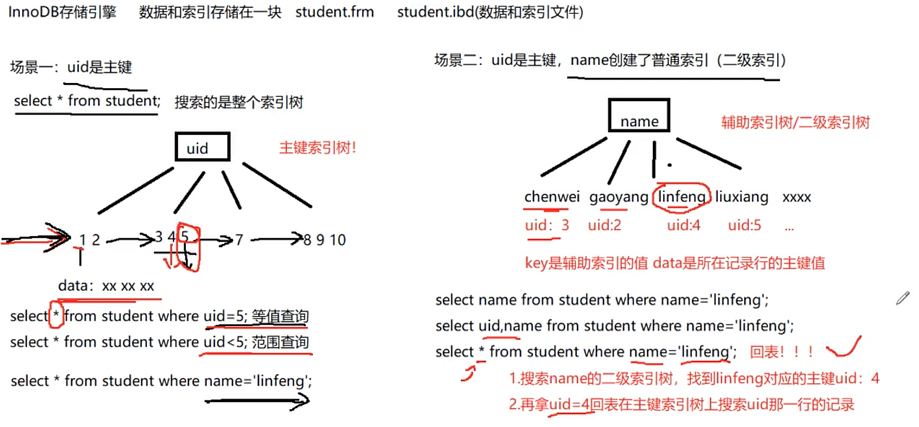 InnoDB存储引擎 数据和索引存储在一块 student.frm student.ibd(数据和索引文件)
场景一：uid是主键
select * from student; 搜索的是整个索引树
uid
主键索引树！
1 2 3 4 5 7 8 9 10
data：xx xx xx
select * from student where uid=5; 等值查询
select * from student where uid<5; 范围查询
select * from student where name='linfeng';
场景二：uid是主键，name创建了普通索引（二级索引）
name
辅助索引树/二级索引树
chenwei gaoyang linfeng liuxiang xxxx
uid：3 uid:2 uid:4 uid:5 ...
key是辅助索引的值 data是所在记录行的主键值
select name from student where name='linfeng';
select uid,name from student where name='linfeng';
select * from student where name='linfeng'; 回表！！！
1.搜索name的二级索引树，找到linfeng对应的主键uid：4
2.再拿uid=4回表在主键索引树上搜索uid那一行的记录